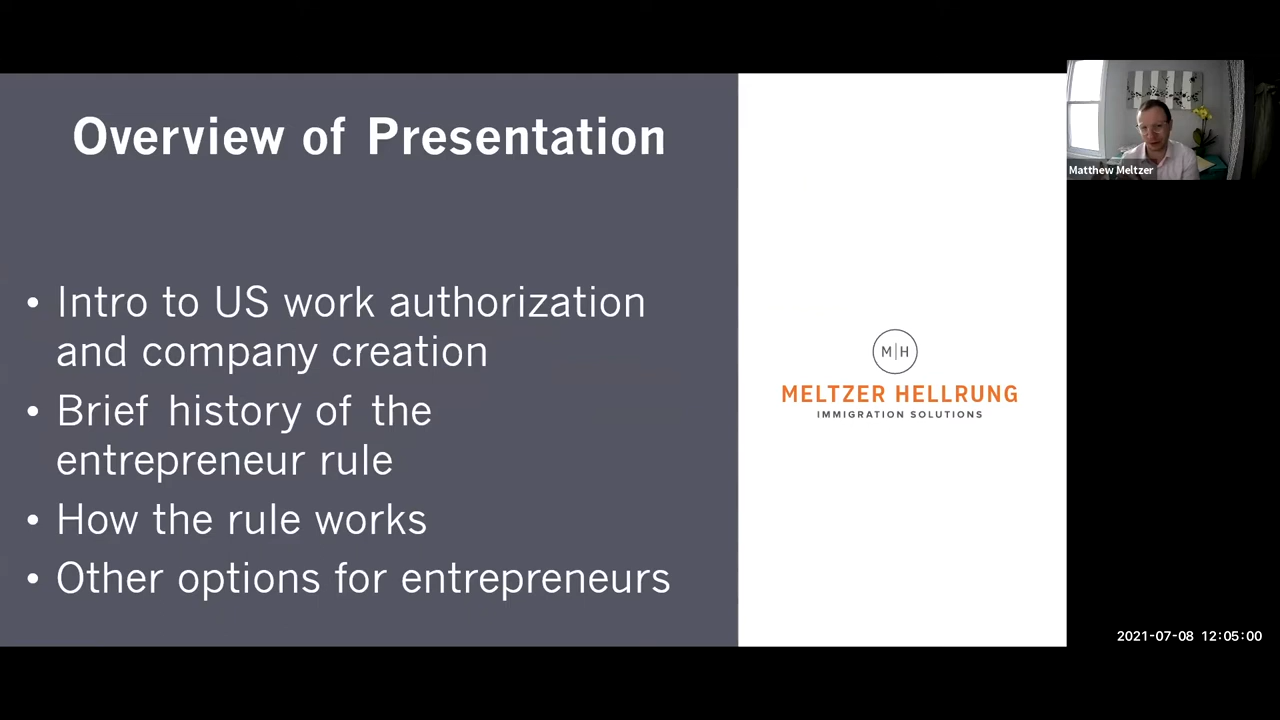 Overview of Presentation
• Intro to US work authorization
and company creation
• Brief history of the
entrepreneur rule
• How the rule works
• Other options for entrepreneurs
M|H
MELTZER HELLRUNG
IMMIGRATION SOLUTIONS
Matthew Meltzer
2021-07-08 12:05:00